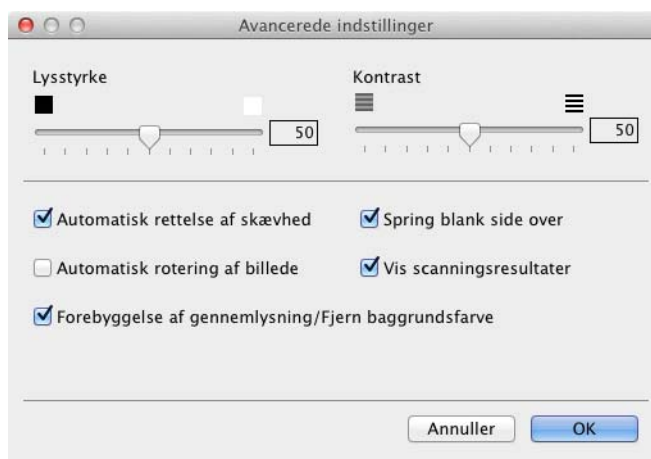 Avancerede indstillinger
Lysstyrke Kontrast
50 50
Automatisk rettelse af skævhed Spring blank side over
Automatisk rotering af billede Vis scanningsresultater
Forebyggelse af gennemlysning/Fjern baggrundsfarve
Annuller OK